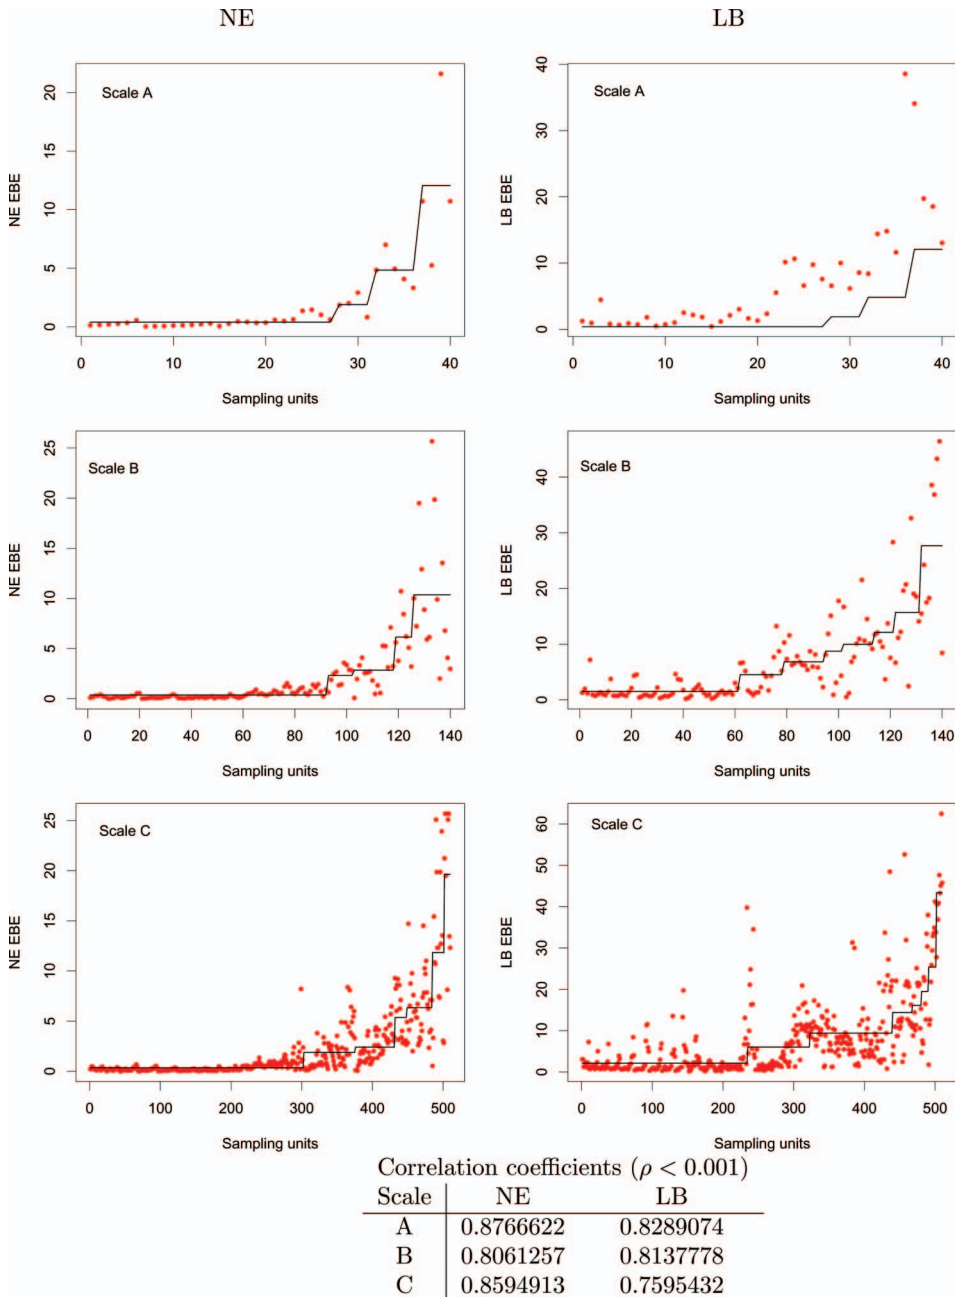 NE LB
Scale A
NE EBE
0 5 10 15 20
0 10 20 30 40
Sampling units
Scale A
LB EBE
0 10 20 30 40
0 10 20 30 40
Sampling units
Scale B
NE EBE
0 5 10 15 20 25
0 20 40 60 80 100 120 140
Sampling units
Scale B
LB EBE
0 10 20 30 40
0 20 40 60 80 100 120 140
Sampling units
Scale C
NE EBE
0 5 10 15 20 25
0 100 200 300 400 500
Sampling units
Scale C
LB EBE
0 10 20 30 40 50 60
0 100 200 300 400 500
Sampling units
Correlation coefficients (ρ < 0.001)
Scale NE LB
A 0.8766622 0.8289074
B 0.8061257 0.8137778
C 0.8594913 0.7595432